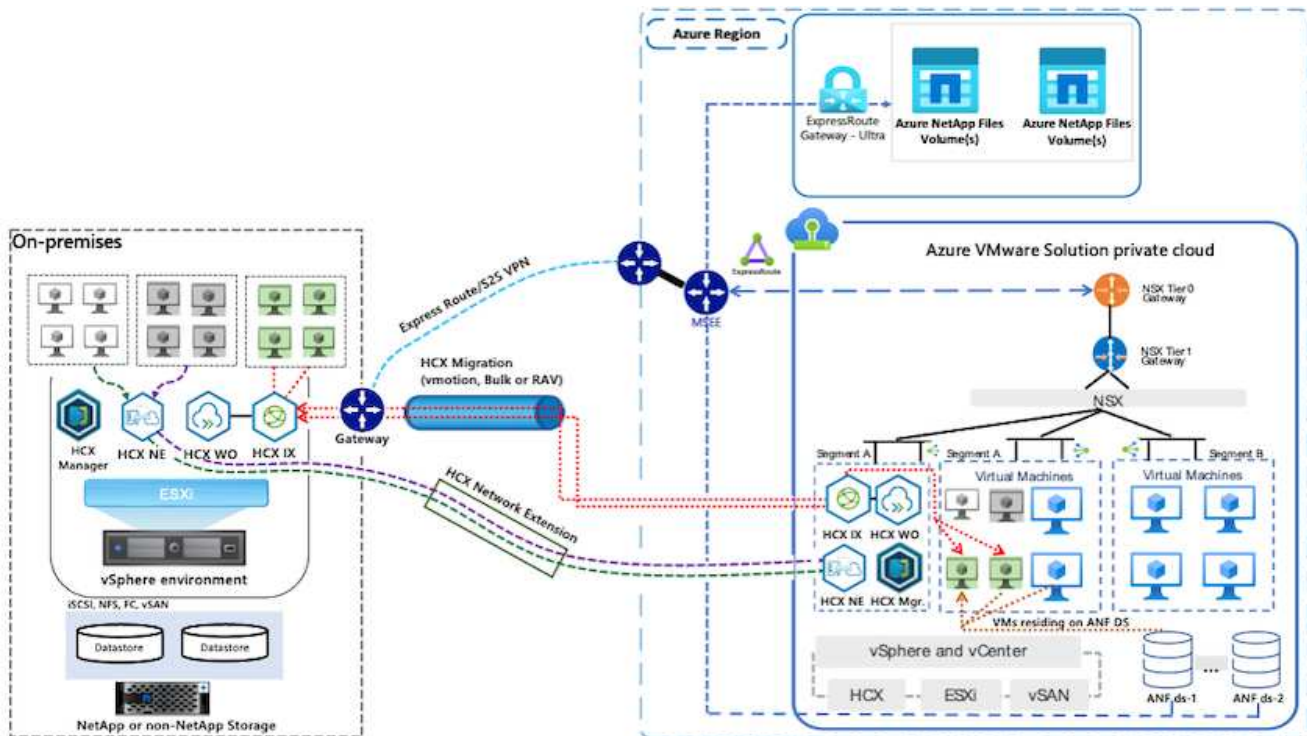 Azure Region
ExpressRoute
Gateway - Ultra
Azure NetApp Files
Volume(s)
Azure NetApp Files
Volume(s)
On-premises
Express Route/S2S VPN
ExpressRoute
MSEE
Azure VMware Solution private cloud
NSX Tier0
Gateway
NSX Tier1
Gateway
NSX
HCX Migration
(vmotion, Bulk or RAV)
Gateway
HCX
Manager
HCX NE
HCX WO
HCX IX
HCX Network Extension
ESXi
vSphere environment
iSCSI, NFS, FC, vSAN
Datastore
Datastore
NetApp or non-NetApp Storage
Segment A
Segment A
Segment B
Virtual Machines
Virtual Machines
HCX IX
HCX WO
HCX NE
HCX Mgr.
VMs residing on ANF DS
vSphere and vCenter
HCX
ESXi
vSAN
...
ANF ds-1
ANF ds-2